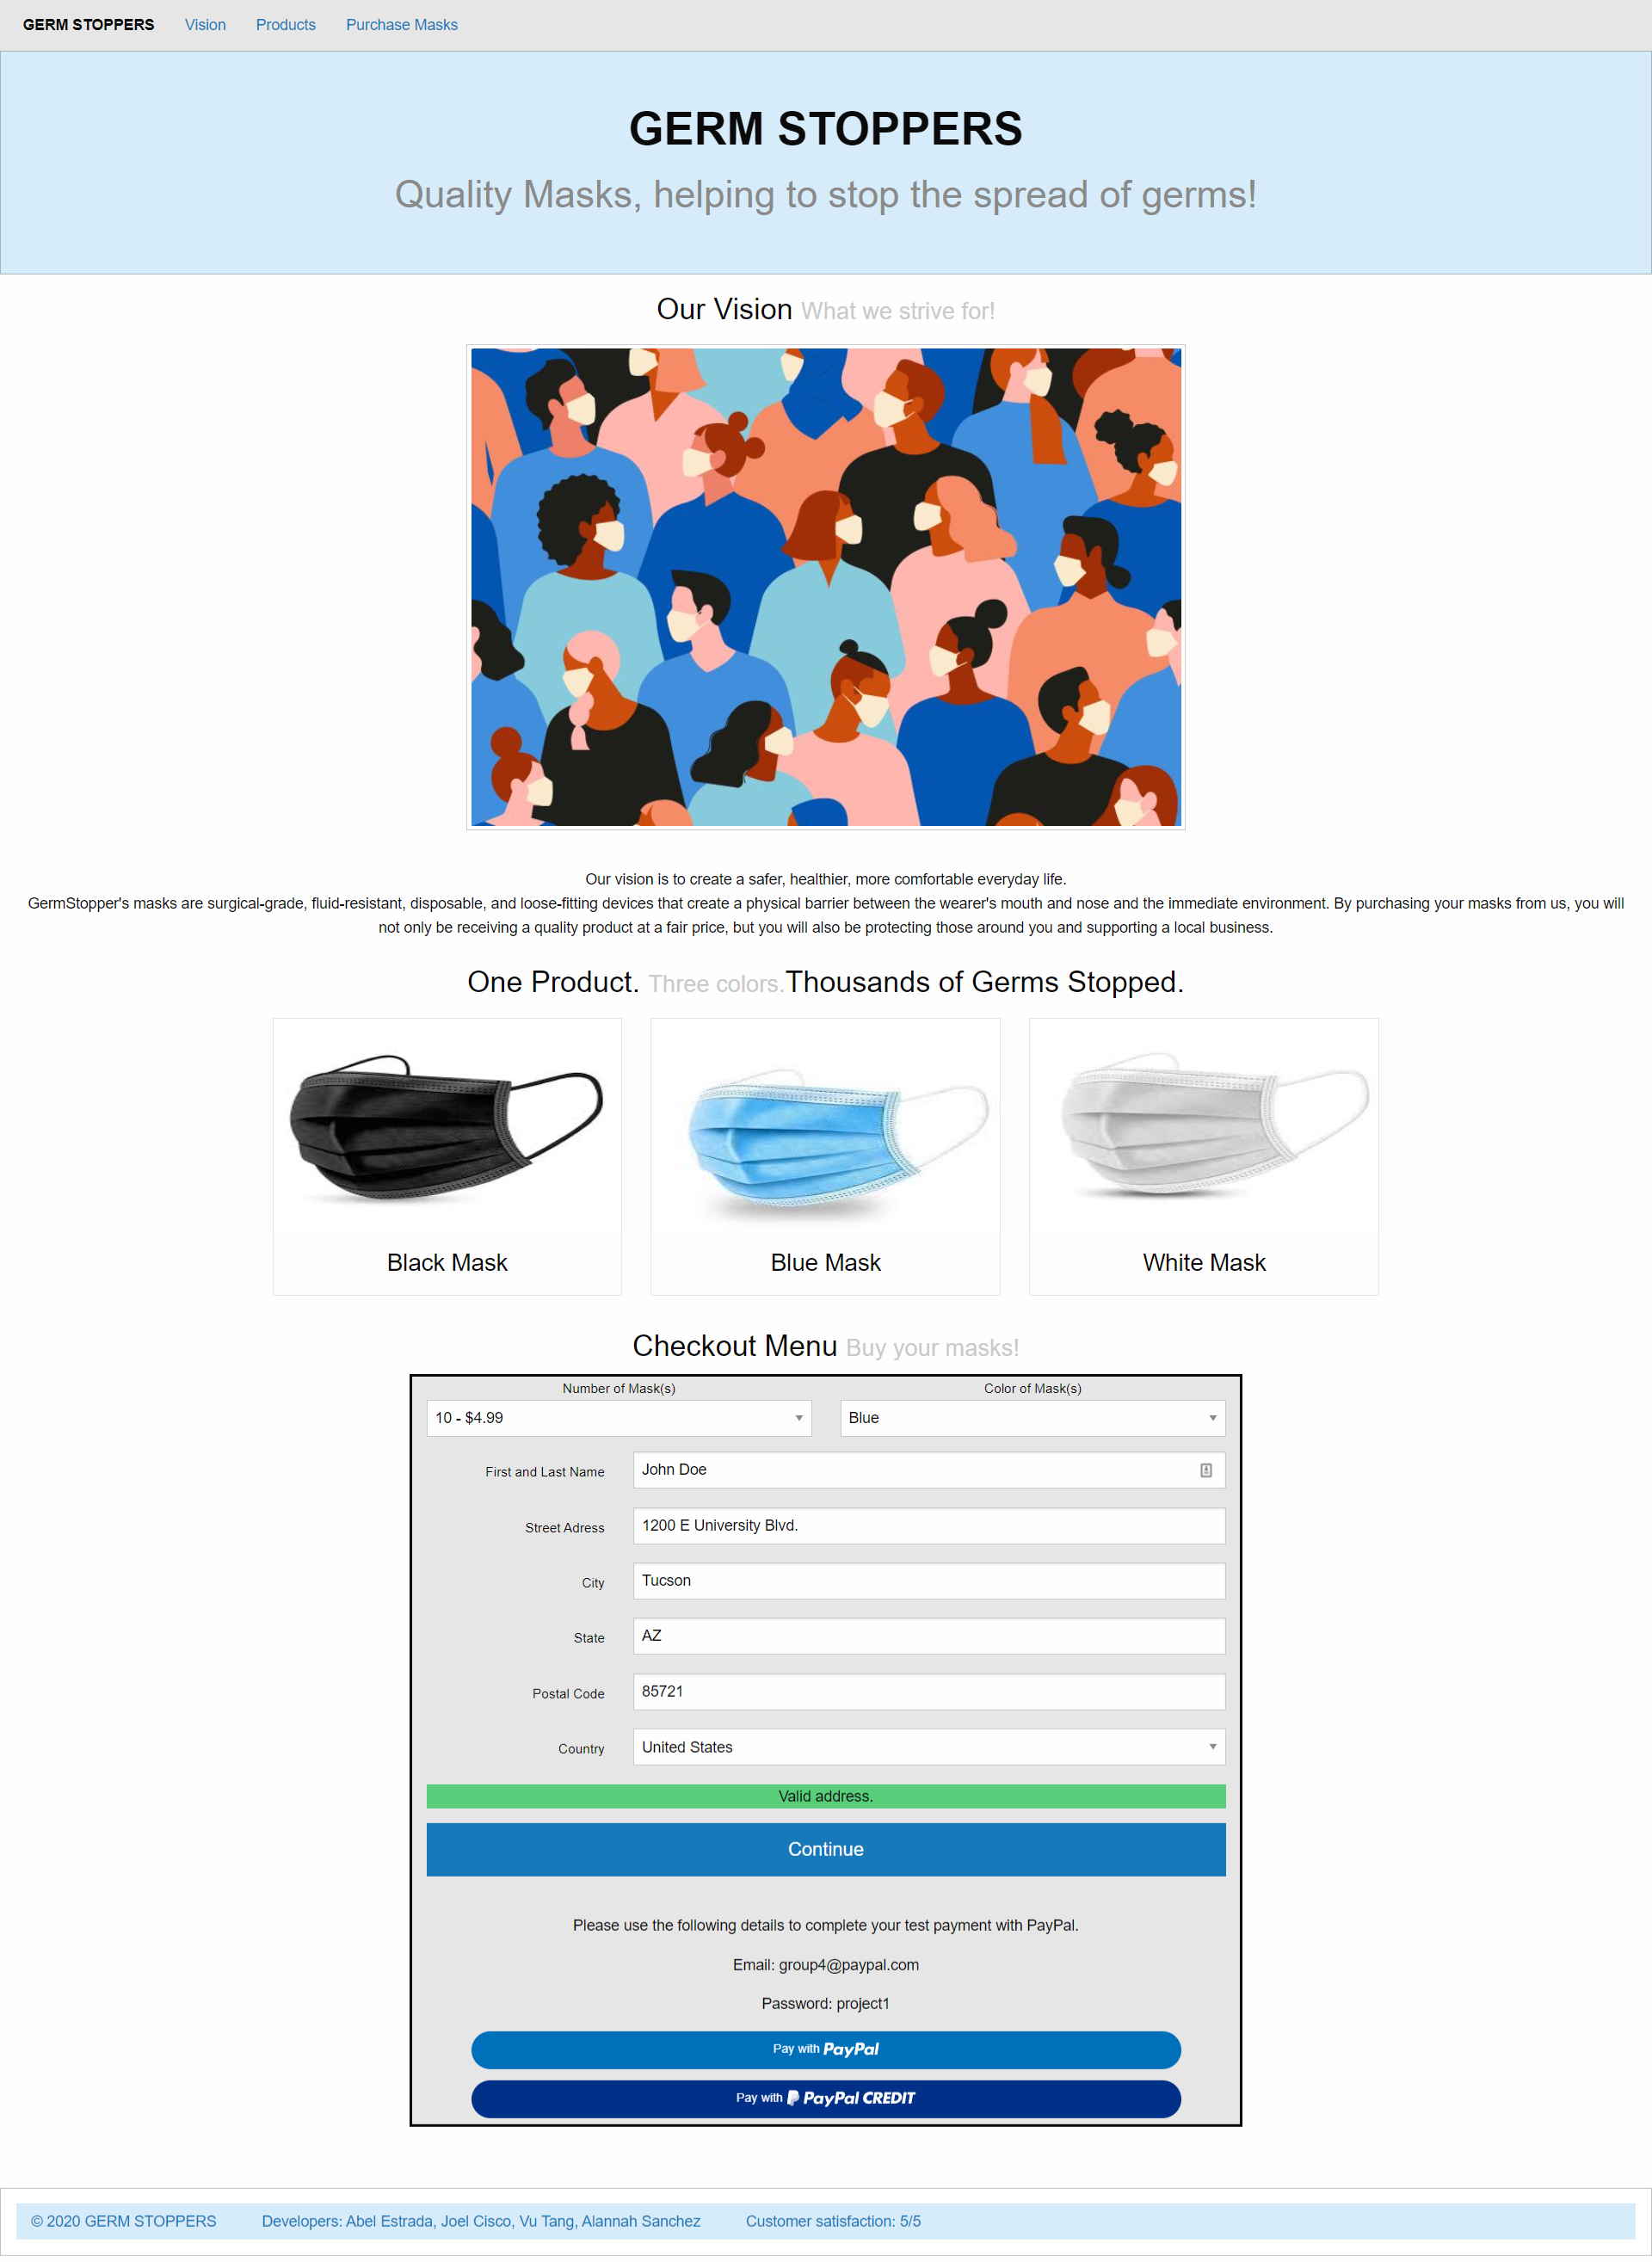 GERM STOPPERS Vision Products Purchase Masks
GERM STOPPERS
Quality Masks, helping to stop the spread of germs!
Our Vision What we strive for!
Our vision is to create a safer, healthier, more comfortable everyday life.
GermStopper's masks are surgical-grade, fluid-resistant, disposable, and loose-fitting devices that create a physical barrier between the wearer's mouth and nose and the immediate environment. By purchasing your masks from us, you will
not only be receiving a quality product at a fair price, but you will also be protecting those around you and supporting a local business.
One Product. Three colors.Thousands of Germs Stopped.
Black Mask
Blue Mask
White Mask
Checkout Menu Buy your masks!
Number of Mask(s) Color of Mask(s)
10 - $4.99 Blue
First and Last Name John Doe
Street Adress 1200 E University Blvd.
City Tucson
State AZ
Postal Code 85721
Country United States
Valid address.
Continue
Please use the following details to complete your test payment with PayPal.
Email: group4@paypal.com
Password: project1
Pay with PayPal
Pay with PayPal CREDIT
© 2020 GERM STOPPERS Developers: Abel Estrada, Joel Cisco, Vu Tang, Alannah Sanchez Customer satisfaction: 5/5